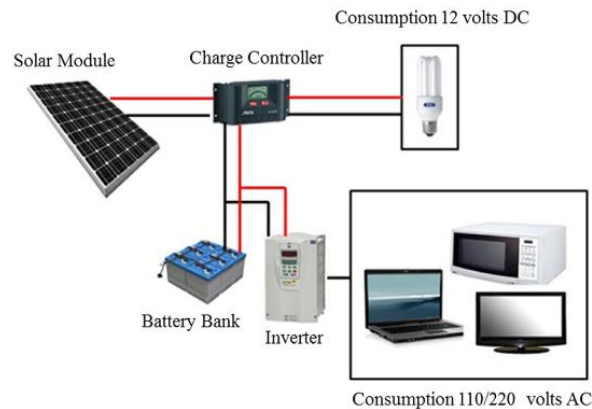 Consumption 12 volts DC
Solar Module
Charge Controller
Battery Bank
Inverter
Consumption 110/220 volts AC